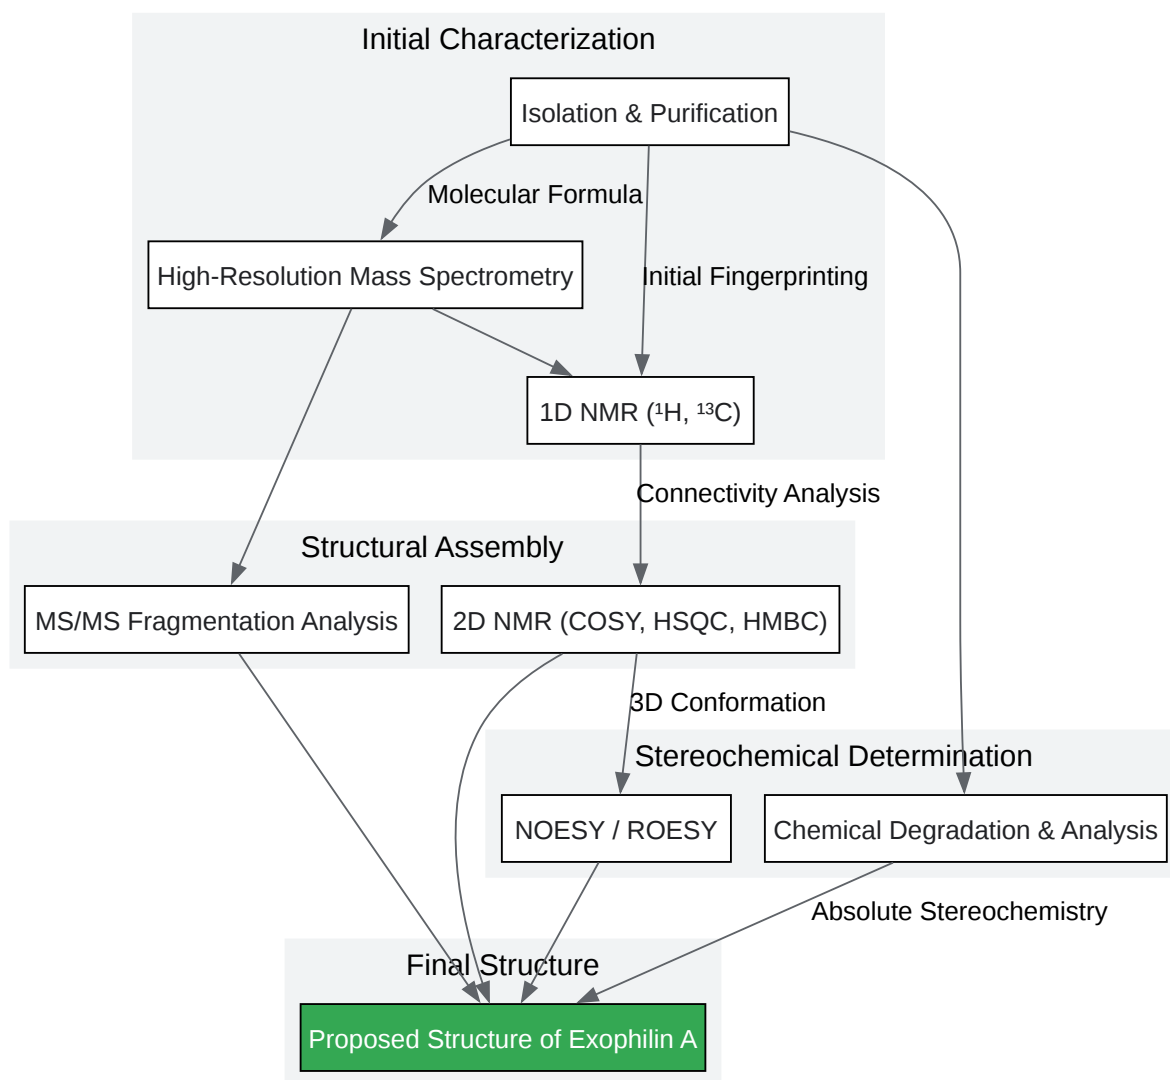 Initial Characterization
Isolation & Purification
Molecular Formula
High-Resolution Mass Spectrometry
Initial Fingerprinting
1D NMR (¹H, ¹³C)
Connectivity Analysis
Structural Assembly
MS/MS Fragmentation Analysis
2D NMR (COSY, HSQC, HMBC)
3D Conformation
Stereochemical Determination
NOESY / ROESY
Chemical Degradation & Analysis
Absolute Stereochemistry
Final Structure
Proposed Structure of Exophilin A